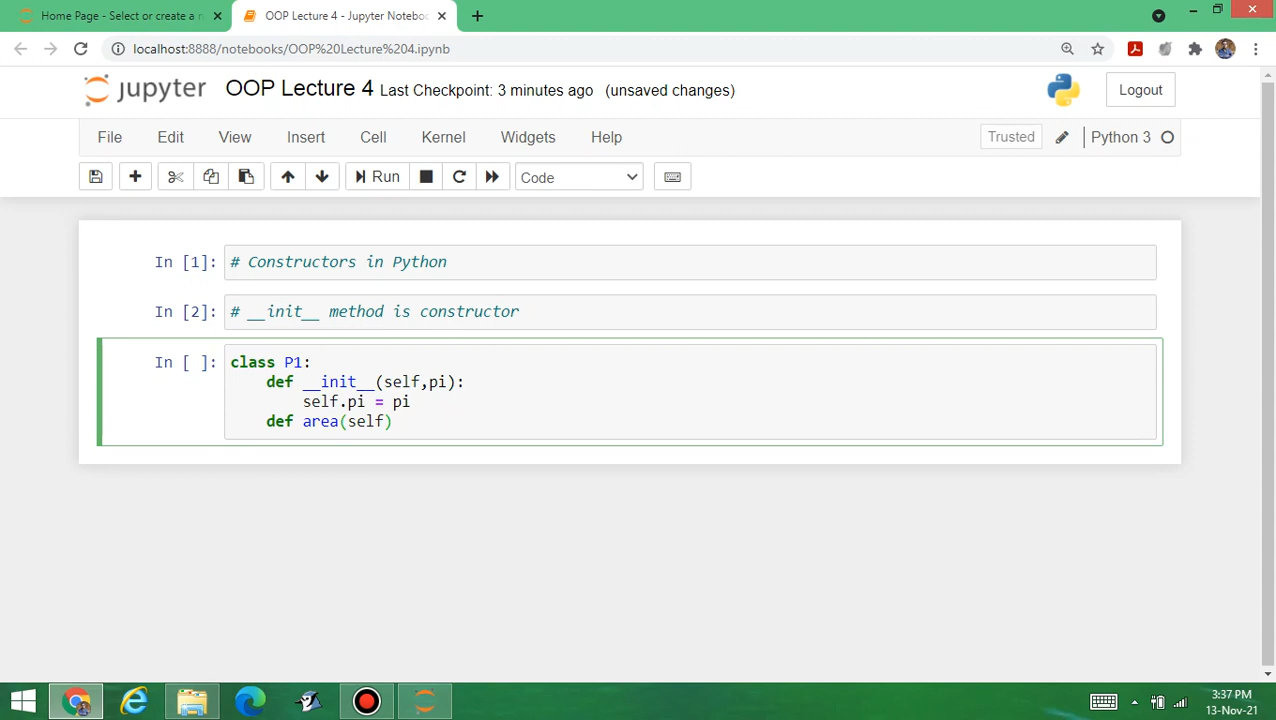 Home Page - Select or create a n
OOP Lecture 4 - Jupyter Noteboo
localhost:8888/notebooks/OOP%20Lecture%204.ipynb
jupyter OOP Lecture 4 Last Checkpoint: 3 minutes ago (unsaved changes)
Logout
File Edit View Insert Cell Kernel Widgets Help
Trusted Python 3
Run Code
In [1]: # Constructors in Python
In [2]: # __init__ method is constructor
In [ ]: class P1:
def __init__(self,pi):
self.pi = pi
def area(self)
3:37 PM
13-Nov-21